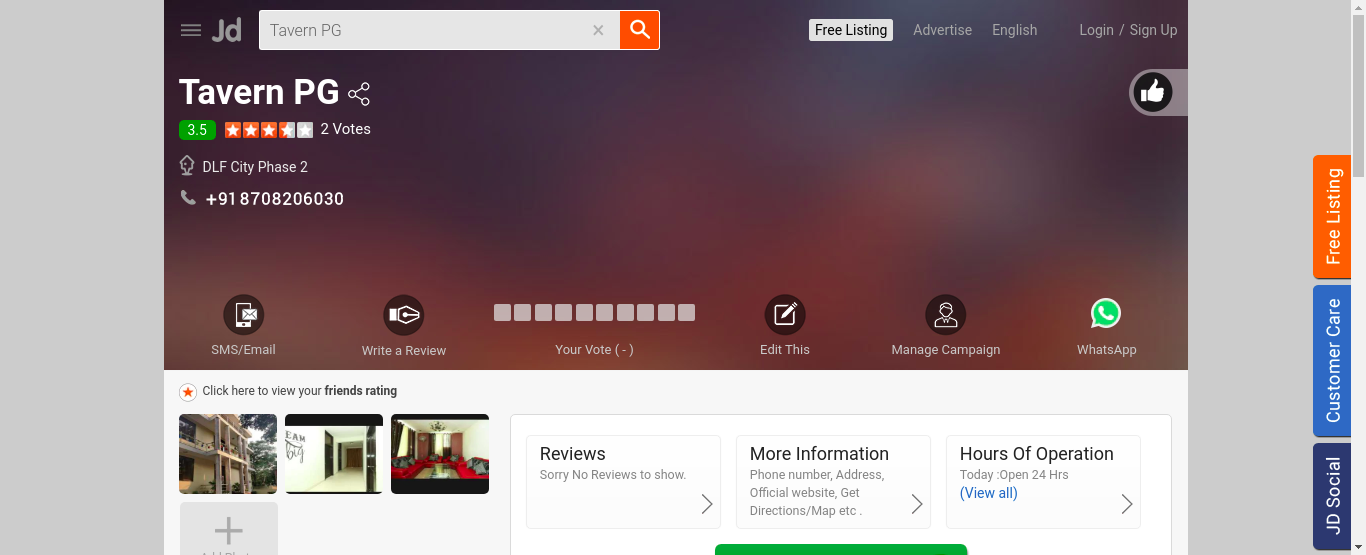 Jd
Tavern PG
Free Listing
Advertise
English
Login / Sign Up
Tavern PG
3.5
2 Votes
DLF City Phase 2
+918708206030
SMS/Email
Write a Review
Your Vote ( - )
Edit This
Manage Campaign
WhatsApp
Click here to view your friends rating
EAM
big
Reviews
Sorry No Reviews to show.
More Information
Phone number, Address,
Official website, Get
Directions/Map etc .
Hours Of Operation
Today :Open 24 Hrs
(View all)
Free Listing
Customer Care
JD Social